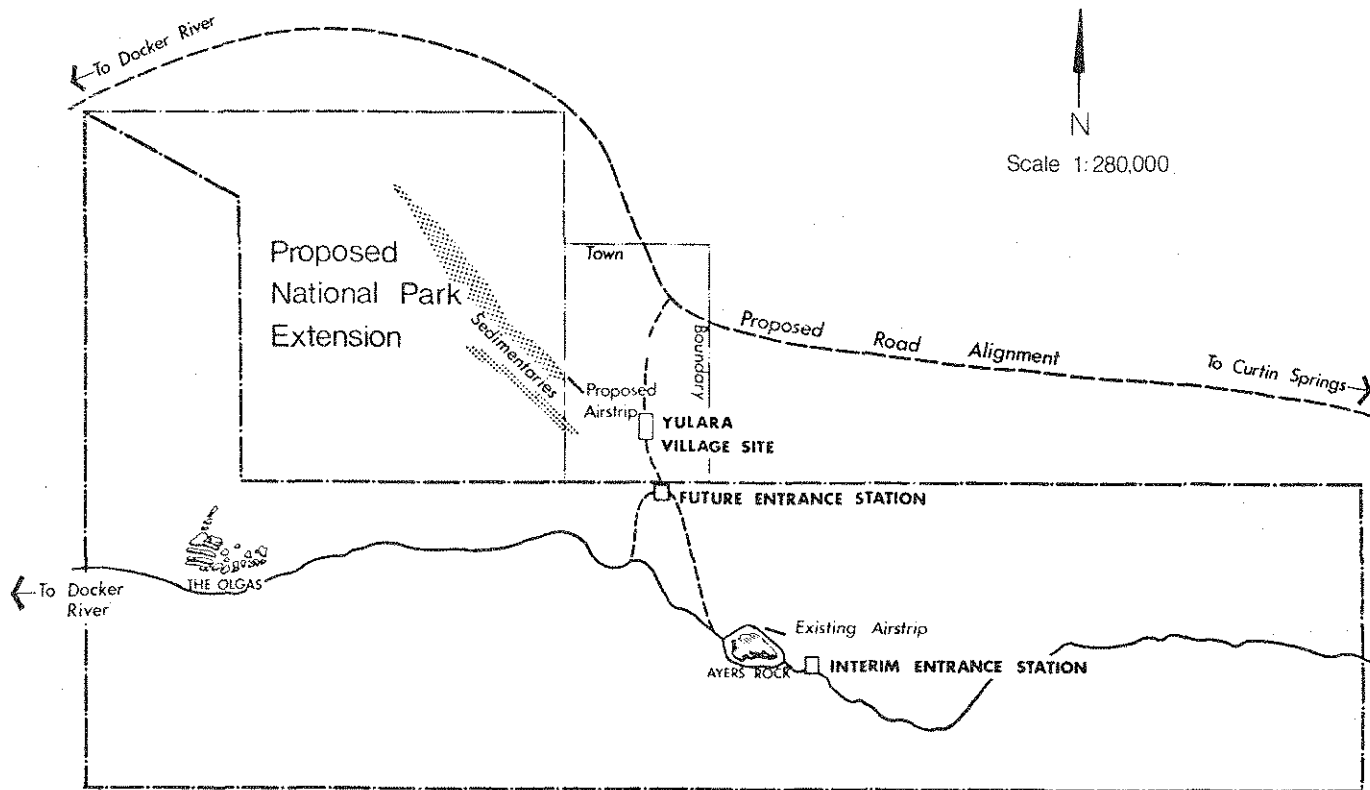 To Docker River
N
Scale 1:280,000
Proposed
National Park
Extension
Sedimentaries
Town
Boundary
Proposed Road Alignment
To Curtin Springs
Proposed
Airstrip
YULARA
VILLAGE SITE
FUTURE ENTRANCE STATION
THE OLGAS
To Docker
River
Existing Airstrip
AYERS ROCK
INTERIM ENTRANCE STATION